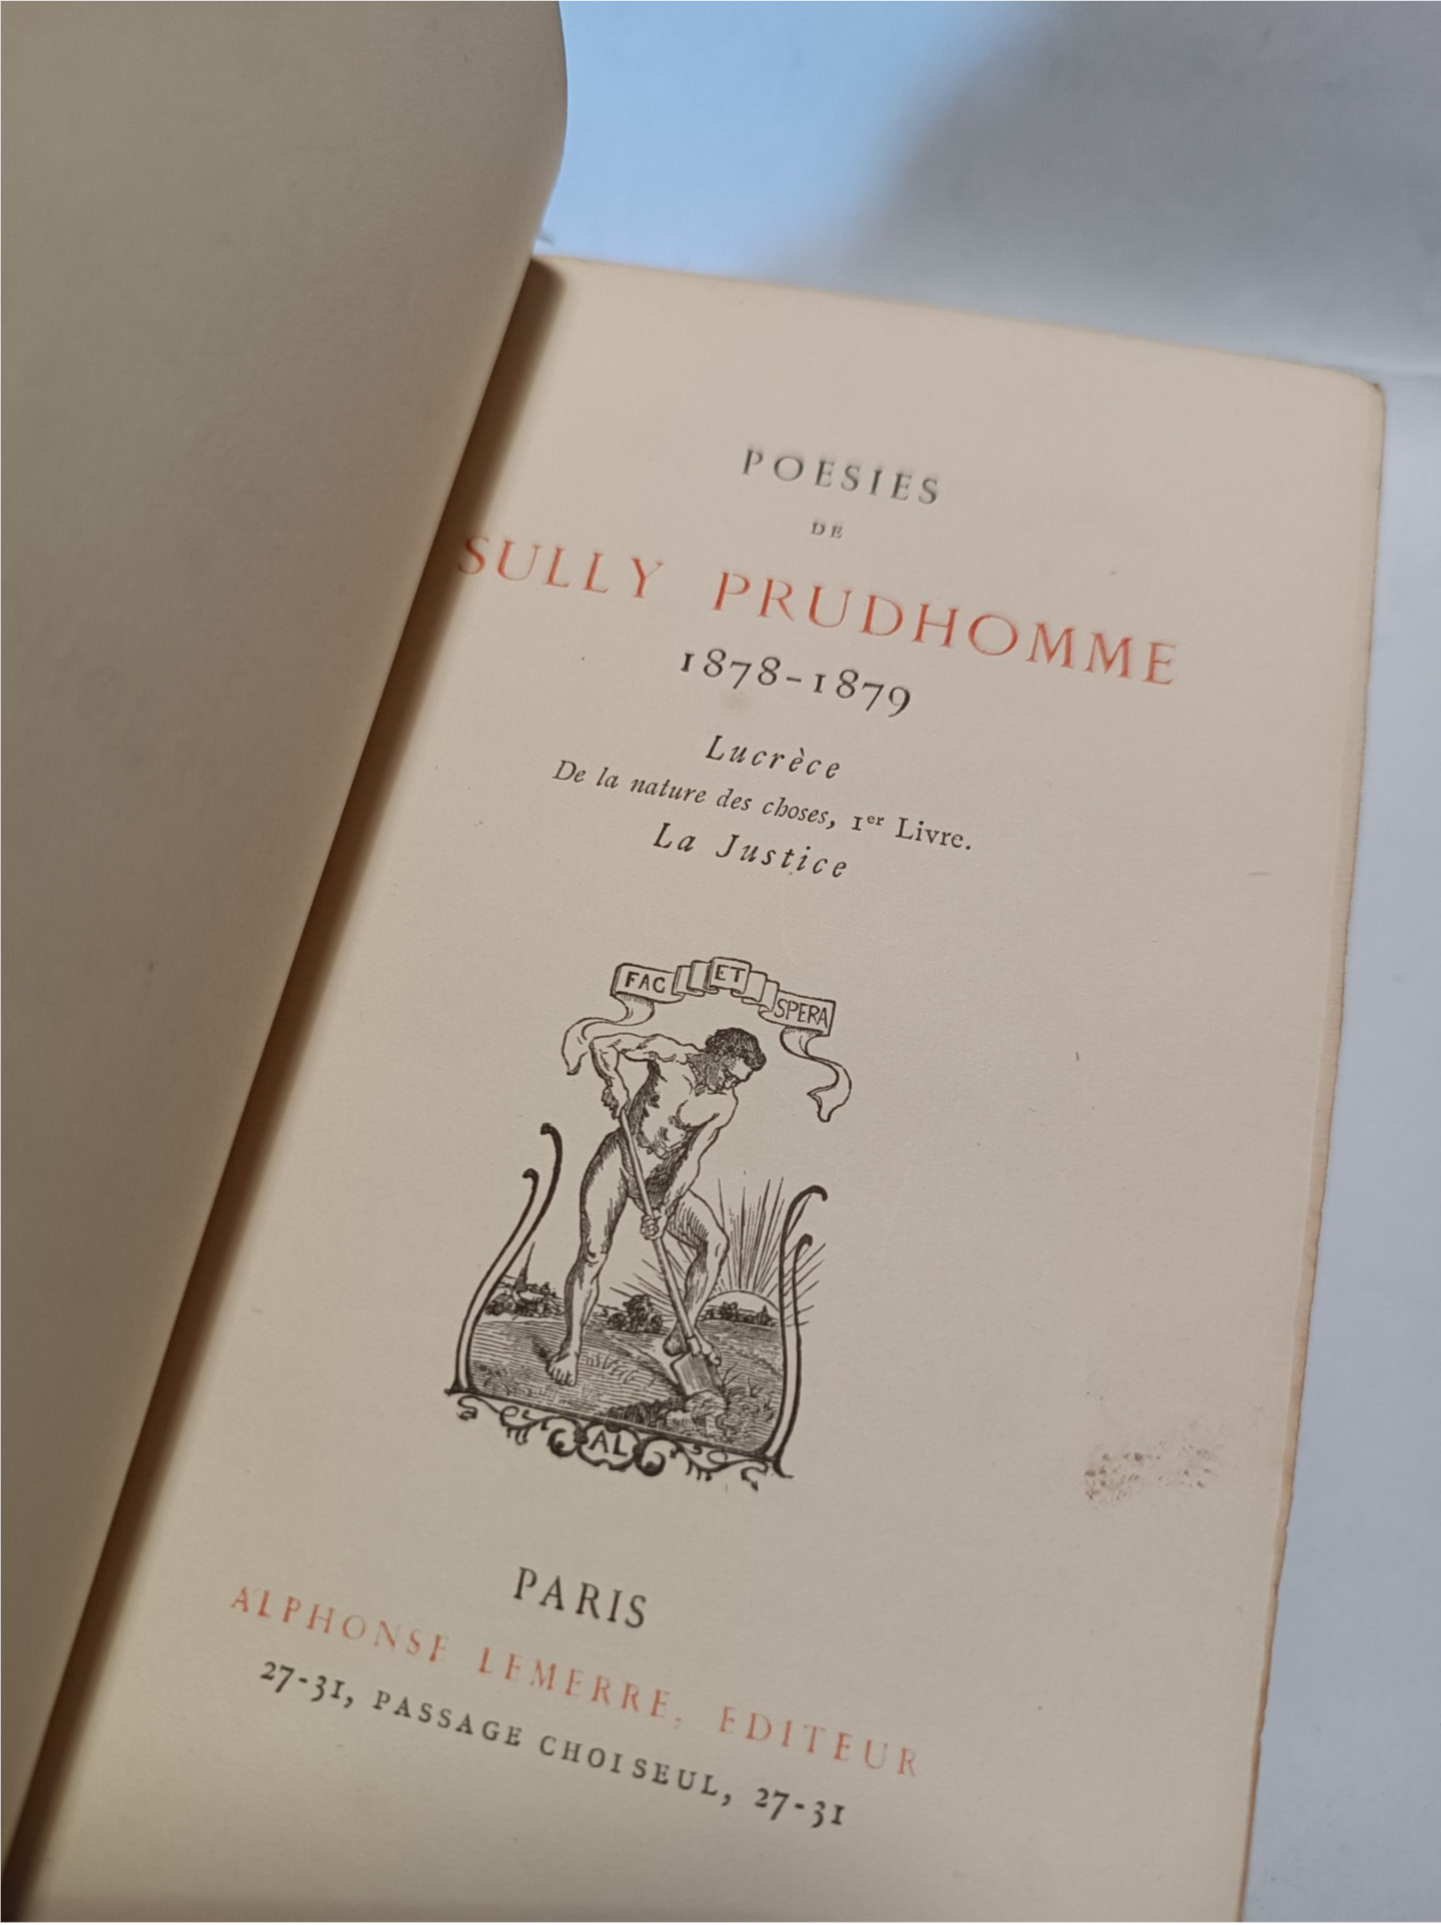 POESIES
DE
SULLY PRUDHOMME
1878-1879
Lucrèce
De la nature des choses, 1er Livre.
La Justice
FAC ET SPERA
AL
PARIS
ALPHONSE LEMERRE, EDITEUR
27-31, PASSAGE CHOISEUL, 27-31